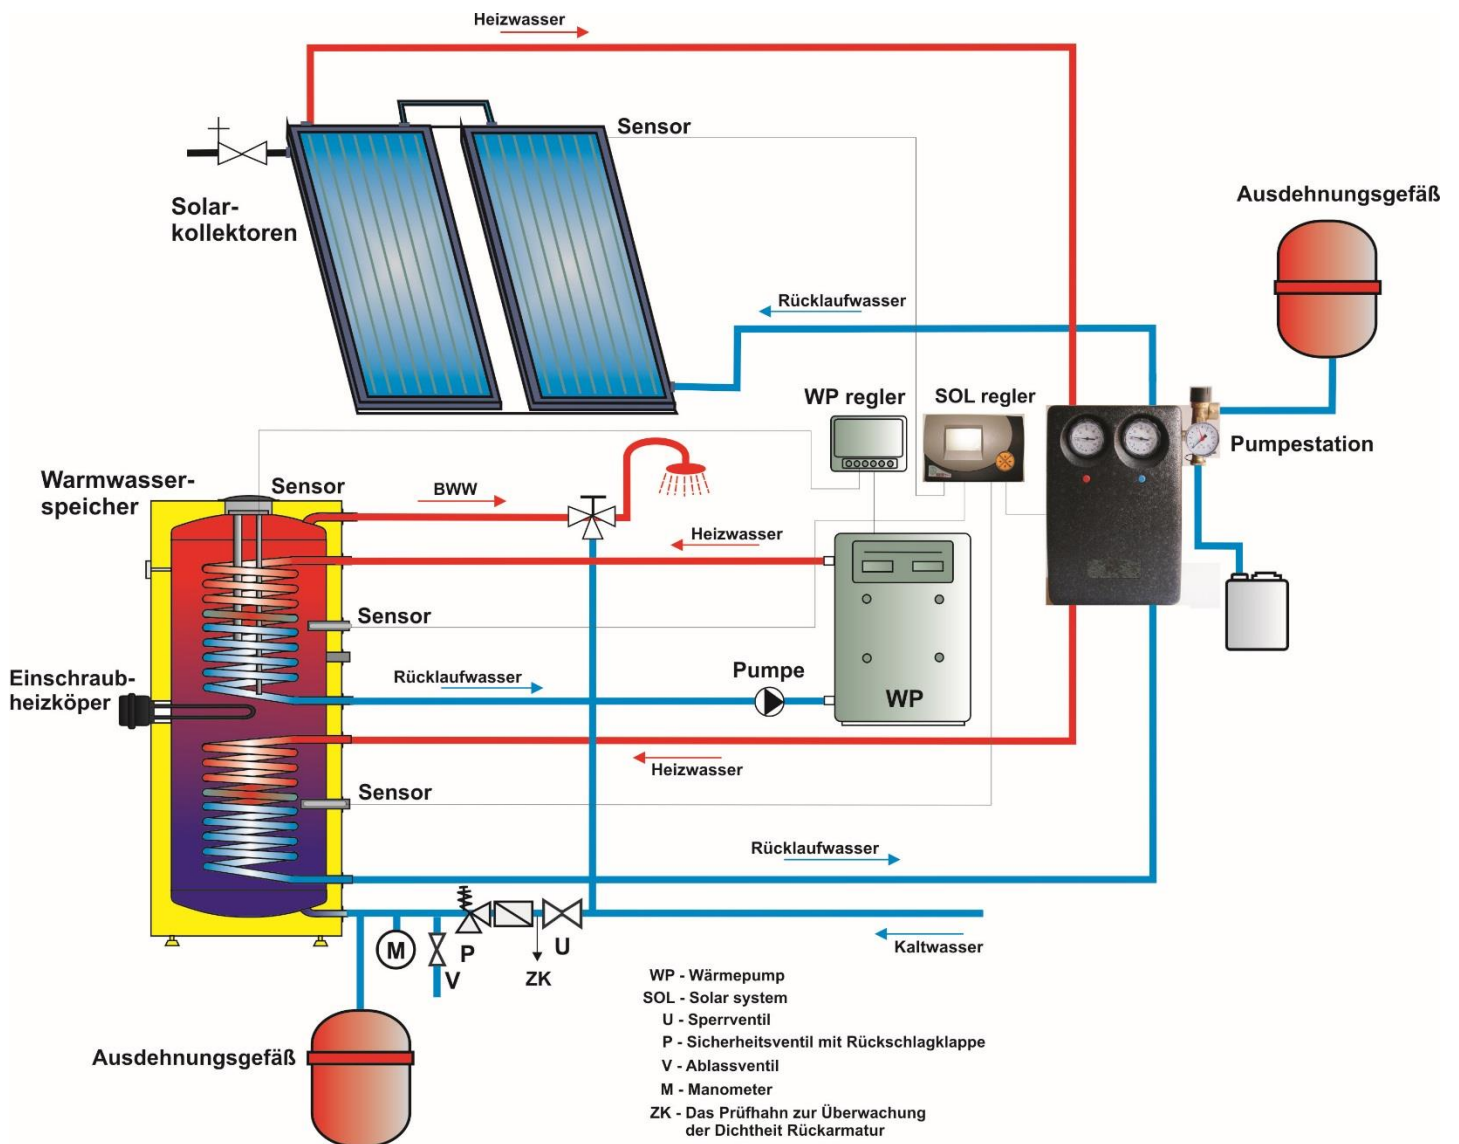 Heizwasser
Sensor
Solar-
kollektoren
Ausdehnungsgefäß
Rücklaufwasser
WP regler
SOL regler
Pumpestation
Warmwasser-
speicher
Sensor
BWW
Heizwasser
Sensor
Einschraub-
heizköper
Rücklaufwasser
Pumpe
WP
Heizwasser
Sensor
Rücklaufwasser
M
V
P
ZK
U
Kaltwasser
Ausdehnungsgefäß
WP - Wärmepump
SOL - Solar system
U - Sperrventil
P - Sicherheitsventil mit Rückschlagklappe
V - Ablassventil
M - Manometer
ZK - Das Prüfhahn zur Überwachung
der Dichtheit Rückarmatur